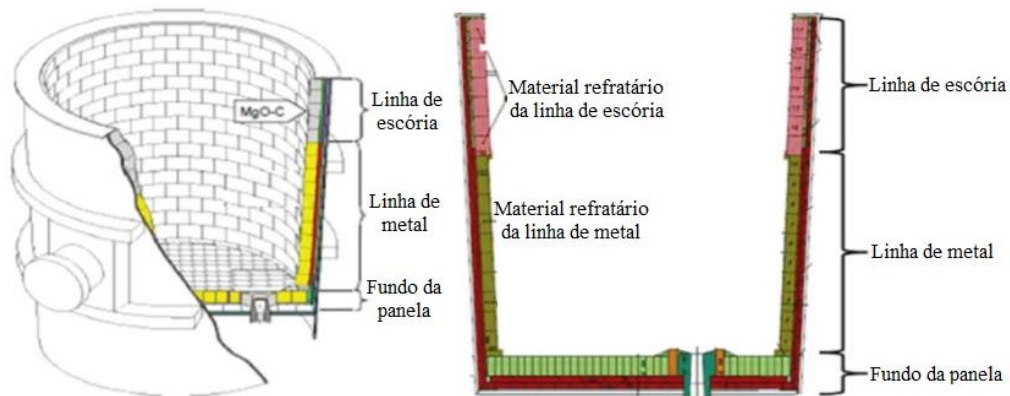 MgO-C
Linha de
escória
Linha de
metal
Fundo da
panela
Material refratário
da linha de escória
Material refratário
da linha de metal
Linha de escória
Linha de metal
Fundo da panela